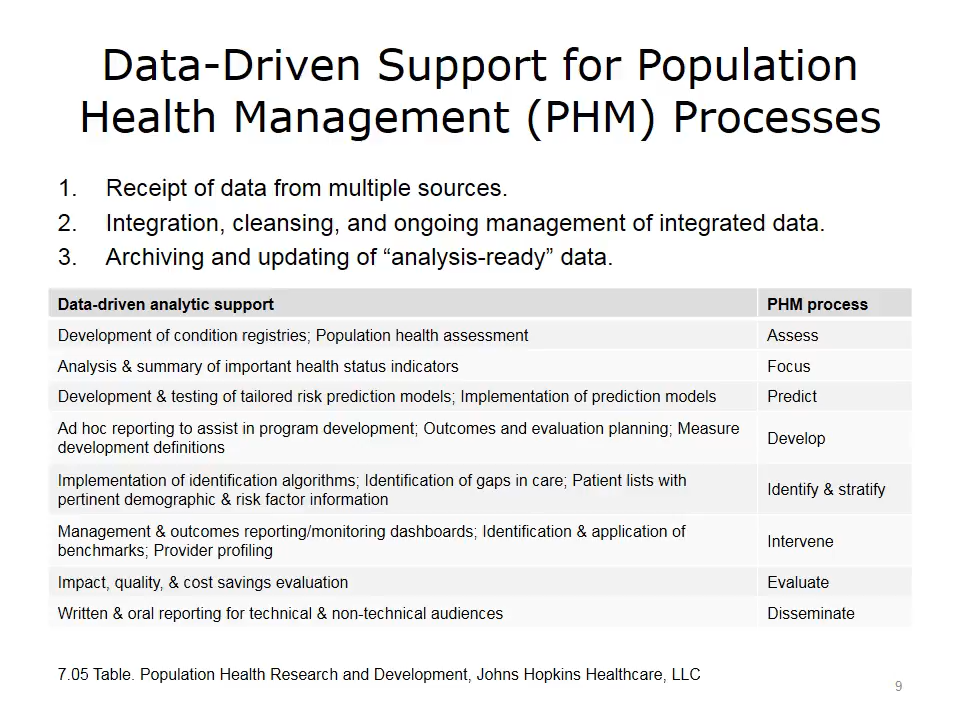 Data-Driven Support for Population
Health Management (PHM) Processes
1. Receipt of data from multiple sources.
2. Integration, cleansing, and ongoing management of integrated data.
3. Archiving and updating of “analysis-ready” data.
Data-driven analytic support PHM process
Development of condition registries; Population health assessment Assess
Analysis & summary of important health status indicators Focus
Development & testing of tailored risk prediction models; Implementation of prediction models Predict
Ad hoc reporting to assist in program development; Outcomes and evaluation planning; Measure
development definitions Develop
Implementation of identification algorithms; Identification of gaps in care; Patient lists with
pertinent demographic & risk factor information Identify & stratify
Management & outcomes reporting/monitoring dashboards; Identification & application of
benchmarks; Provider profiling Intervene
Impact, quality, & cost savings evaluation Evaluate
Written & oral reporting for technical & non-technical audiences Disseminate
7.05 Table. Population Health Research and Development, Johns Hopkins Healthcare, LLC
9